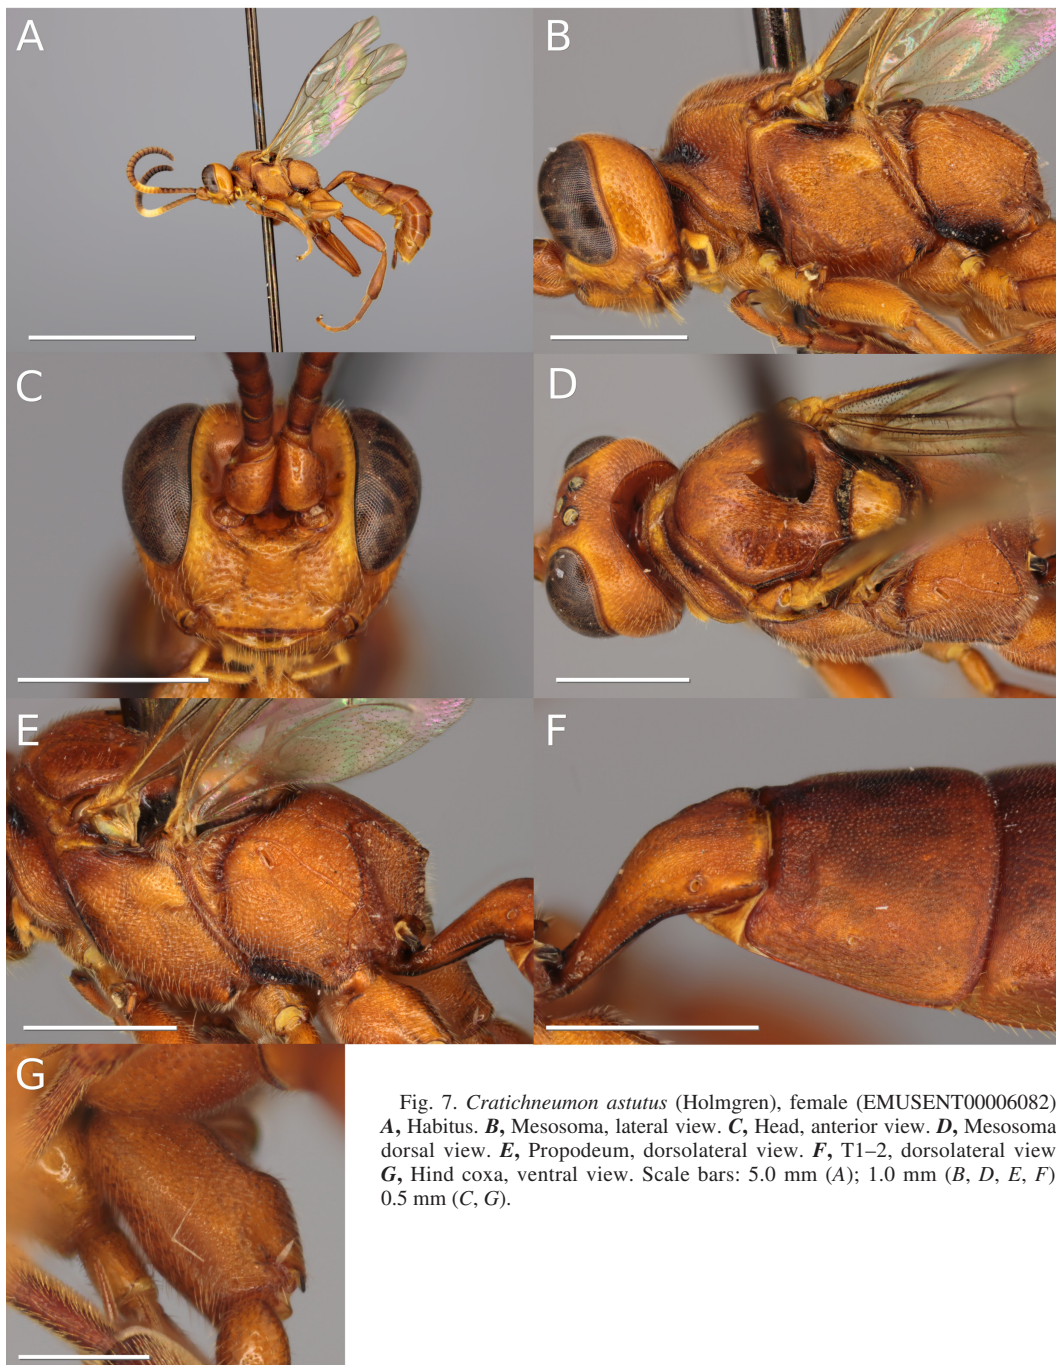 A
B
C
D
E
F
G
Fig. 7. Cratichneumon astutus (Holmgren), female (EMUSENT00006082)
A, Habitus. B, Mesosoma, lateral view. C, Head, anterior view. D, Mesosoma
dorsal view. E, Propodeum, dorsolateral view. F, T1–2, dorsolateral view
G, Hind coxa, ventral view. Scale bars: 5.0 mm (A); 1.0 mm (B, D, E, F)
0.5 mm (C, G).